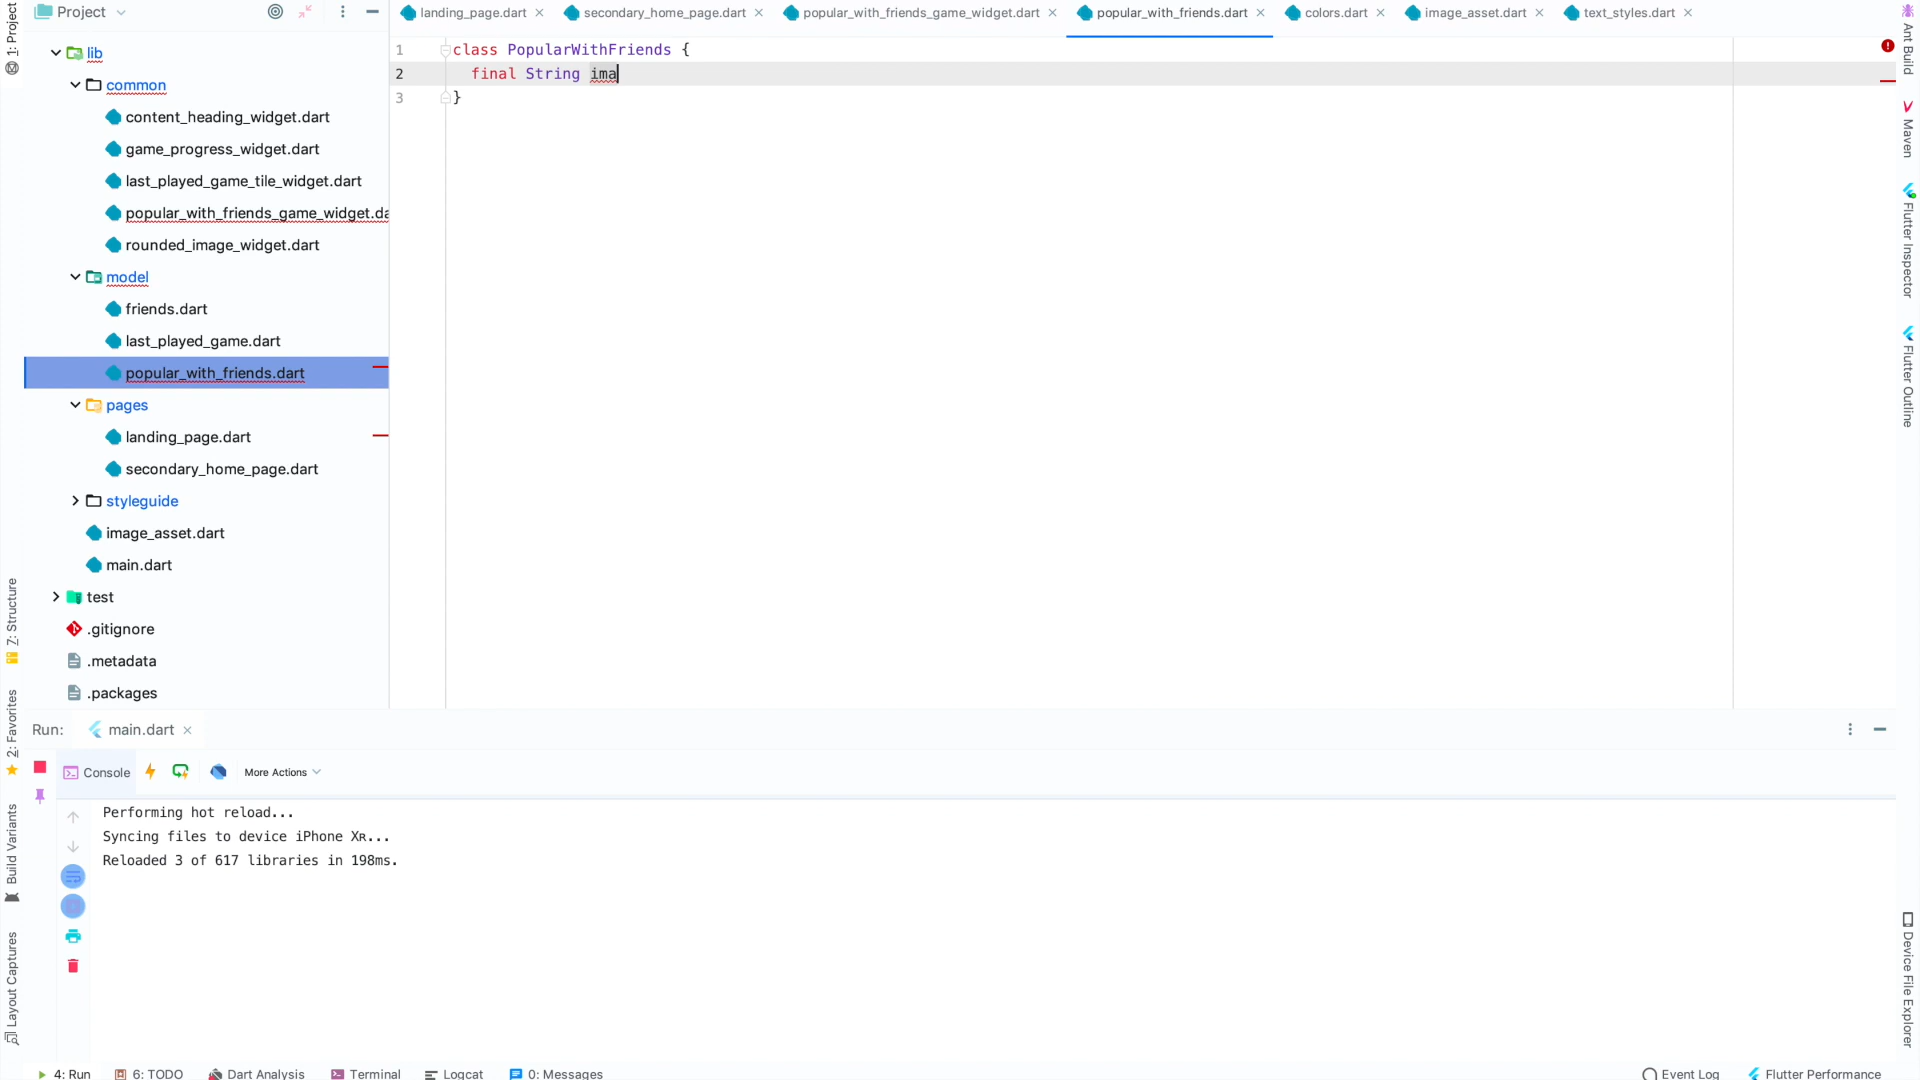 Project
landing_page.dart
secondary_home_page.dart
popular_with_friends_game_widget.dart
popular_with_friends.dart
colors.dart
image_asset.dart
text_styles.dart
1: Project
lib
common
content_heading_widget.dart
game_progress_widget.dart
last_played_game_tile_widget.dart
popular_with_friends_game_widget.da
rounded_image_widget.dart
model
friends.dart
last_played_game.dart
popular_with_friends.dart
pages
landing_page.dart
secondary_home_page.dart
styleguide
image_asset.dart
main.dart
test
.gitignore
.metadata
.packages
1 class PopularWithFriends {
2 final String ima
3 }
Ant Build
Maven
Flutter Inspector
Flutter Outline
Device File Explorer
Z: Structure
2: Favorites
Build Variants
Layout Captures
Run:
main.dart
Console
More Actions
Performing hot reload...
Syncing files to device iPhone Xʀ...
Reloaded 3 of 617 libraries in 198ms.
4: Run
6: TODO
Dart Analysis
Terminal
Logcat
0: Messages
Event Log
Flutter Performance